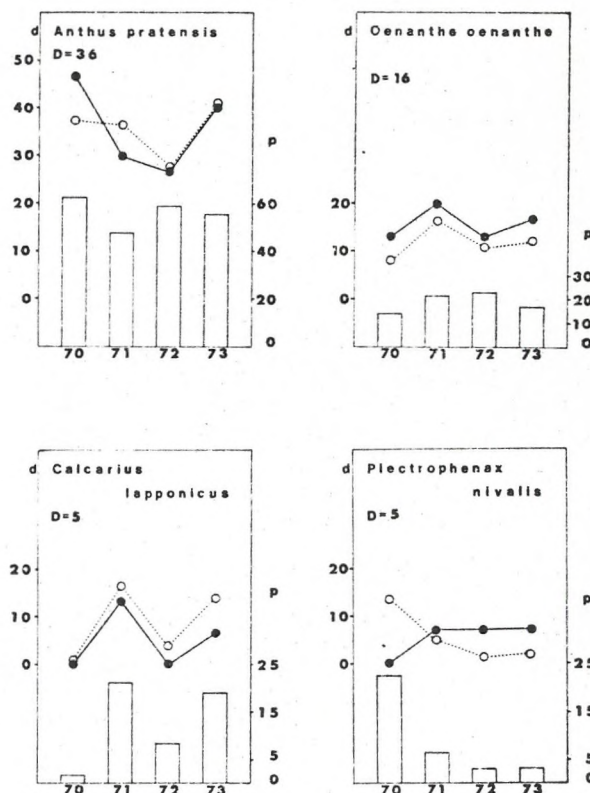 d Anthus pratensis
D=36
50
40
30
20
10
0
p
60
40
20
0
70 71 72 73
d Oenanthe oenanthe
D=16
20
10
0
p
30
20
10
0
70 71 72 73
d Calcarius
lapponicus
D=5
20
10
0
p
25
15
5
0
70 71 72 73
d Plectrophenax
nivalis
D=5
20
10
0
p
25
15
5
0
70 71 72 73